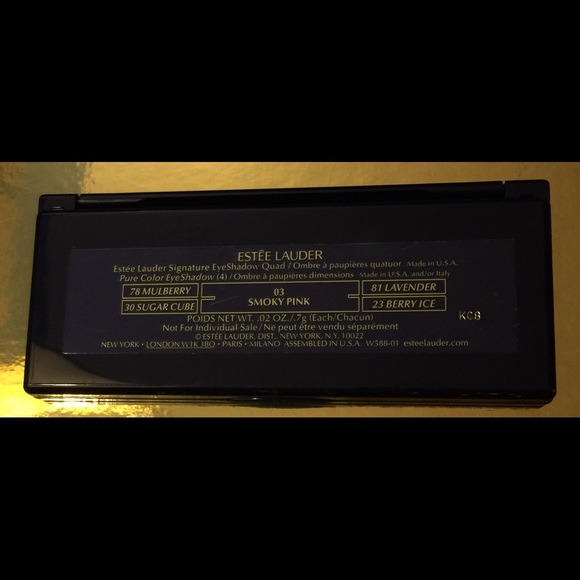 ESTĒE LAUDER
Estée Lauder Signature EyeShadow Quad / Ombre à paupières quatuor Made in U.S.A.
Pure Color EyeShadow (4) / Ombre à paupières dimensions Made in U.S.A. and/or Italy
78 MULBERRY 03 81 LAVENDER
30 SUGAR CUBE SMOKY PINK 23 BERRY ICE
POIDS NET WT. .02 OZ./.7g (Each/Chacun) KC8
Not For Individual Sale / Ne peut être vendu séparément
© ESTĒE LAUDER, DIST., NEW YORK, N.Y. 10022
NEW YORK • LONDON W1K 3BQ • PARIS • MILANO ASSEMBLED IN U.S.A. W588-01 esteelauder.com